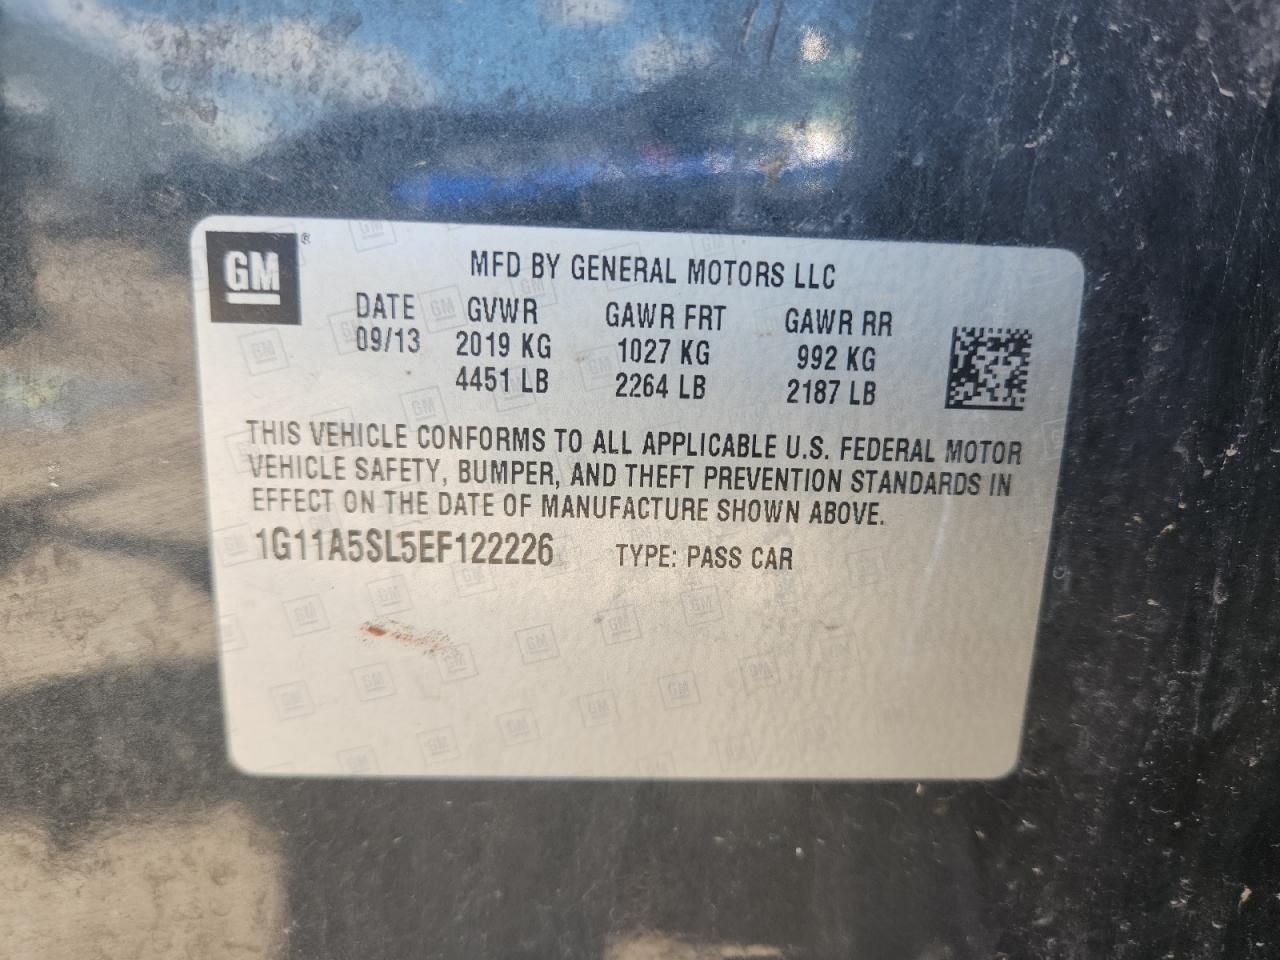 GM ®
MFD BY GENERAL MOTORS LLC
DATE GVWR GAWR FRT GAWR RR
09/13 2019 KG 1027 KG 992 KG
4451 LB 2264 LB 2187 LB
THIS VEHICLE CONFORMS TO ALL APPLICABLE U.S. FEDERAL MOTOR
VEHICLE SAFETY, BUMPER, AND THEFT PREVENTION STANDARDS IN
EFFECT ON THE DATE OF MANUFACTURE SHOWN ABOVE.
1G11A5SL5EF122226 TYPE: PASS CAR